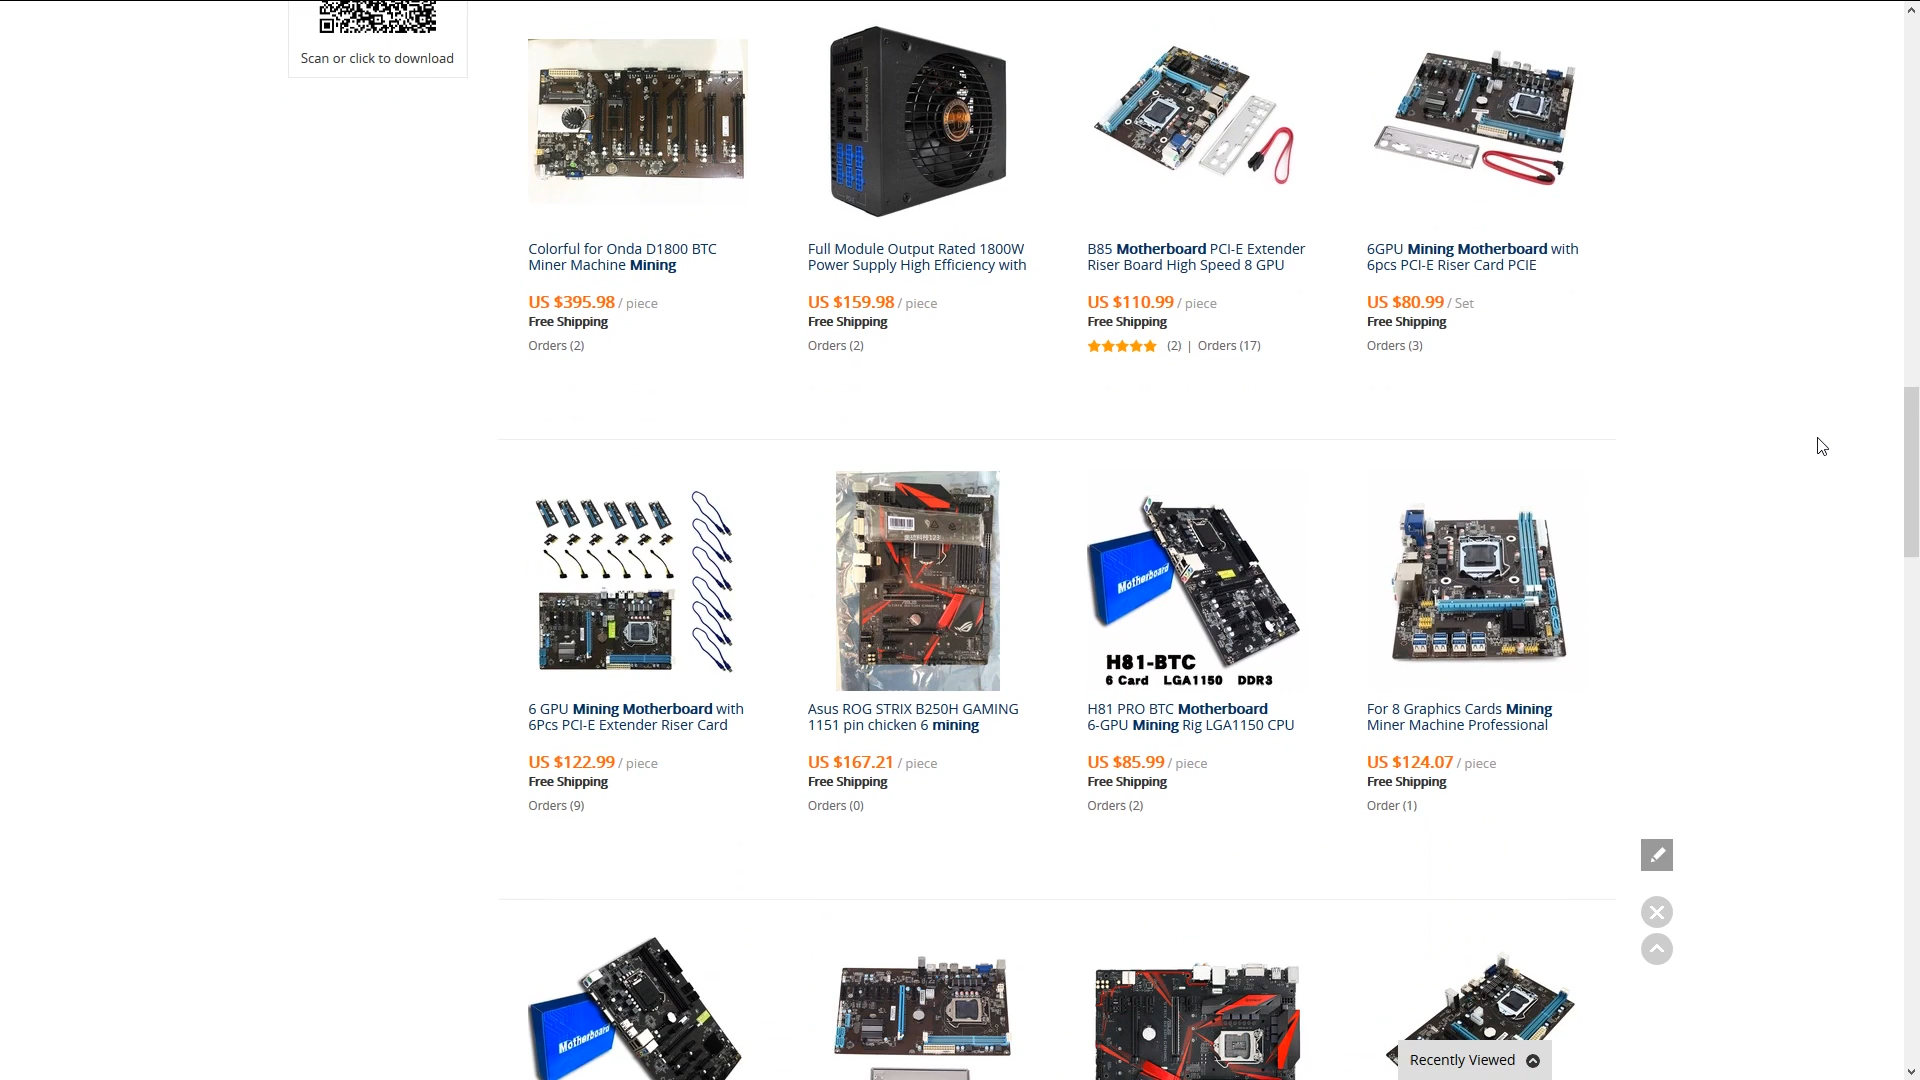 Scan or click to download
Colorful for Onda D1800 BTC
Miner Machine Mining
US $395.98 / piece
Free Shipping
Orders (2)
Full Module Output Rated 1800W
Power Supply High Efficiency with
US $159.98 / piece
Free Shipping
Orders (2)
B85 Motherboard PCI-E Extender
Riser Board High Speed 8 GPU
US $110.99 / piece
Free Shipping
(2) | Orders (17)
6GPU Mining Motherboard with
6pcs PCI-E Riser Card PCIE
US $80.99 / Set
Free Shipping
Orders (3)
6 GPU Mining Motherboard with
6Pcs PCI-E Extender Riser Card
US $122.99 / piece
Free Shipping
Orders (9)
Asus ROG STRIX B250H GAMING
1151 pin chicken 6 mining
US $167.21 / piece
Free Shipping
Orders (0)
Motherboard
H81-BTC
6 Card LGA1150 DDR3
H81 PRO BTC Motherboard
6-GPU Mining Rig LGA1150 CPU
US $85.99 / piece
Free Shipping
Orders (2)
For 8 Graphics Cards Mining
Miner Machine Professional
US $124.07 / piece
Free Shipping
Order (1)
Motherboard
Recently Viewed